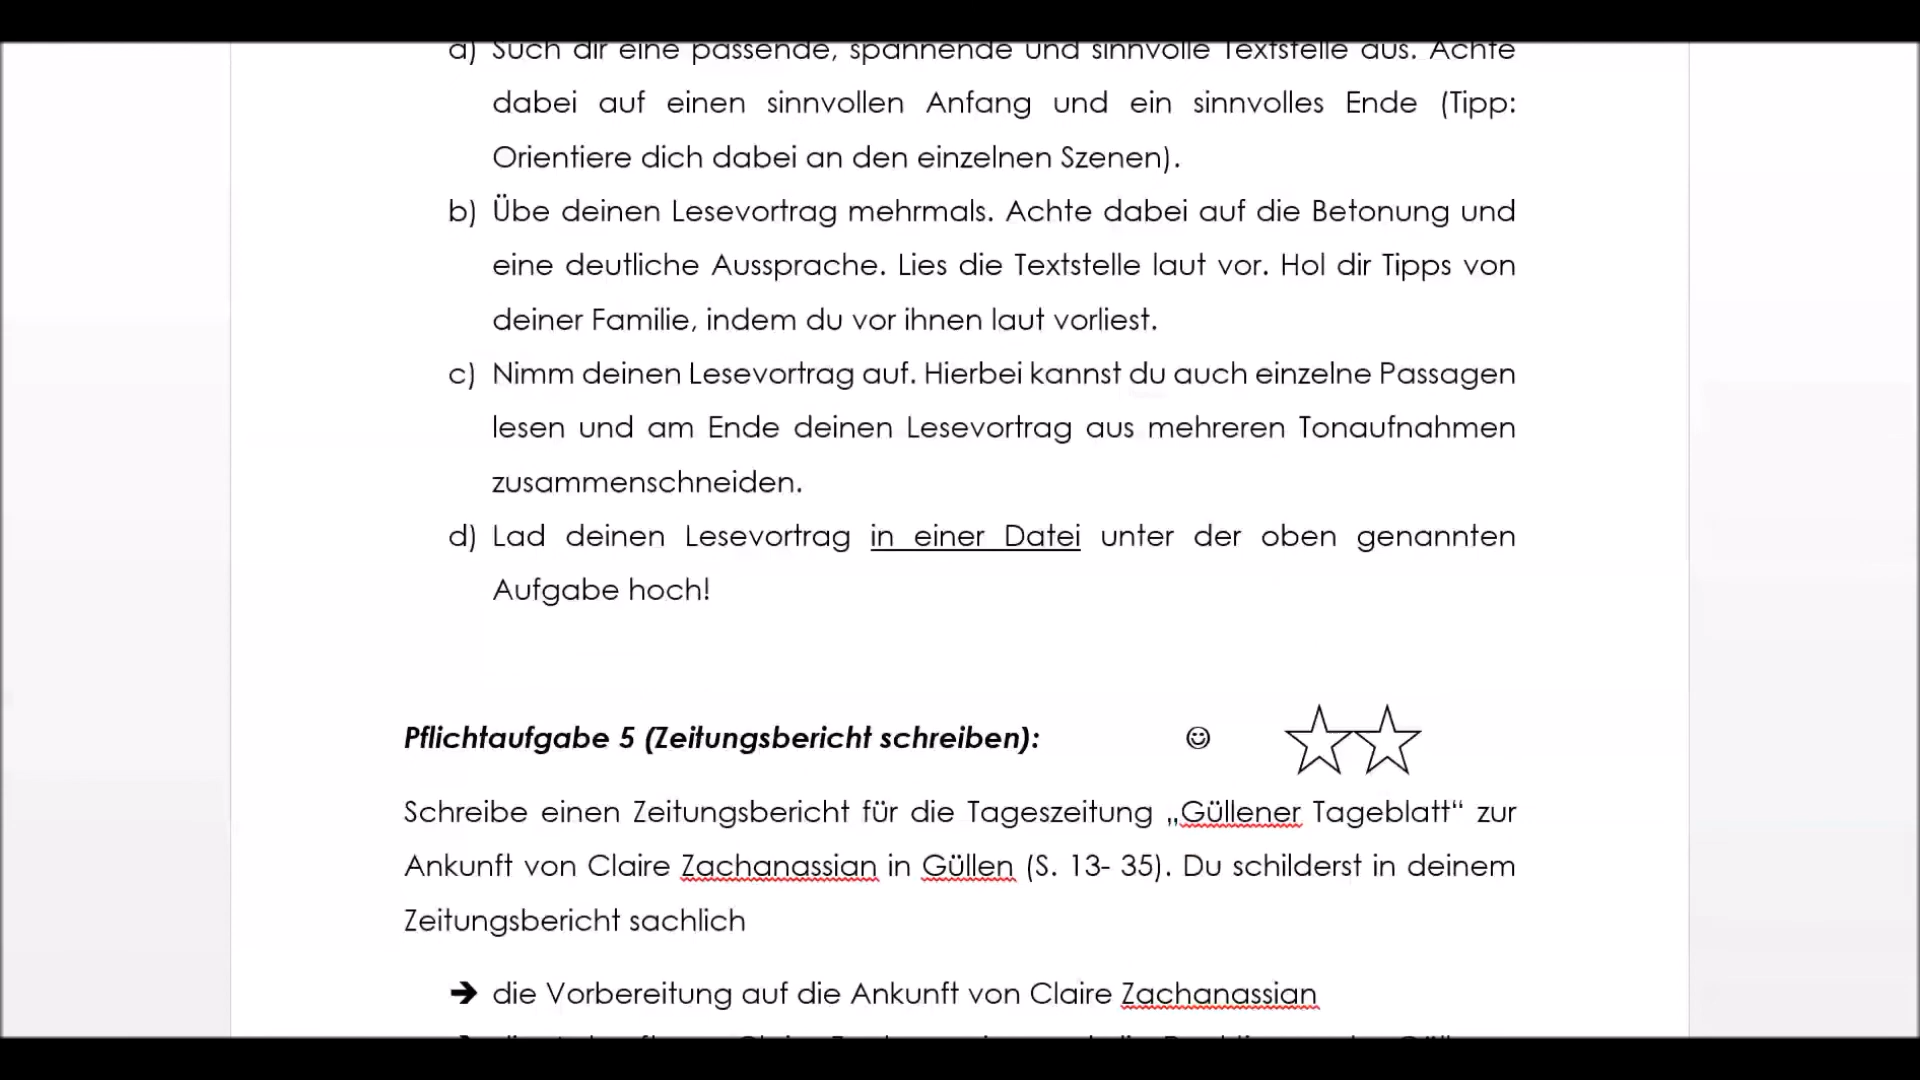 a) Such dir eine passende, spannende und sinnvolle Textstelle aus. Achte
dabei auf einen sinnvollen Anfang und ein sinnvolles Ende (Tipp:
Orientiere dich dabei an den einzelnen Szenen).
b) Übe deinen Lesevortrag mehrmals. Achte dabei auf die Betonung und
eine deutliche Aussprache. Lies die Textstelle laut vor. Hol dir Tipps von
deiner Familie, indem du vor ihnen laut vorliest.
c) Nimm deinen Lesevortrag auf. Hierbei kannst du auch einzelne Passagen
lesen und am Ende deinen Lesevortrag aus mehreren Tonaufnahmen
zusammenschneiden.
d) Lad deinen Lesevortrag in einer Datei unter der oben genannten
Aufgabe hoch!
Pflichtaufgabe 5 (Zeitungsbericht schreiben): ☺
Schreibe einen Zeitungsbericht für die Tageszeitung „Güllener Tageblatt“ zur
Ankunft von Claire Zachanassian in Güllen (S. 13- 35). Du schilderst in deinem
Zeitungsbericht sachlich
➔ die Vorbereitung auf die Ankunft von Claire Zachanassian